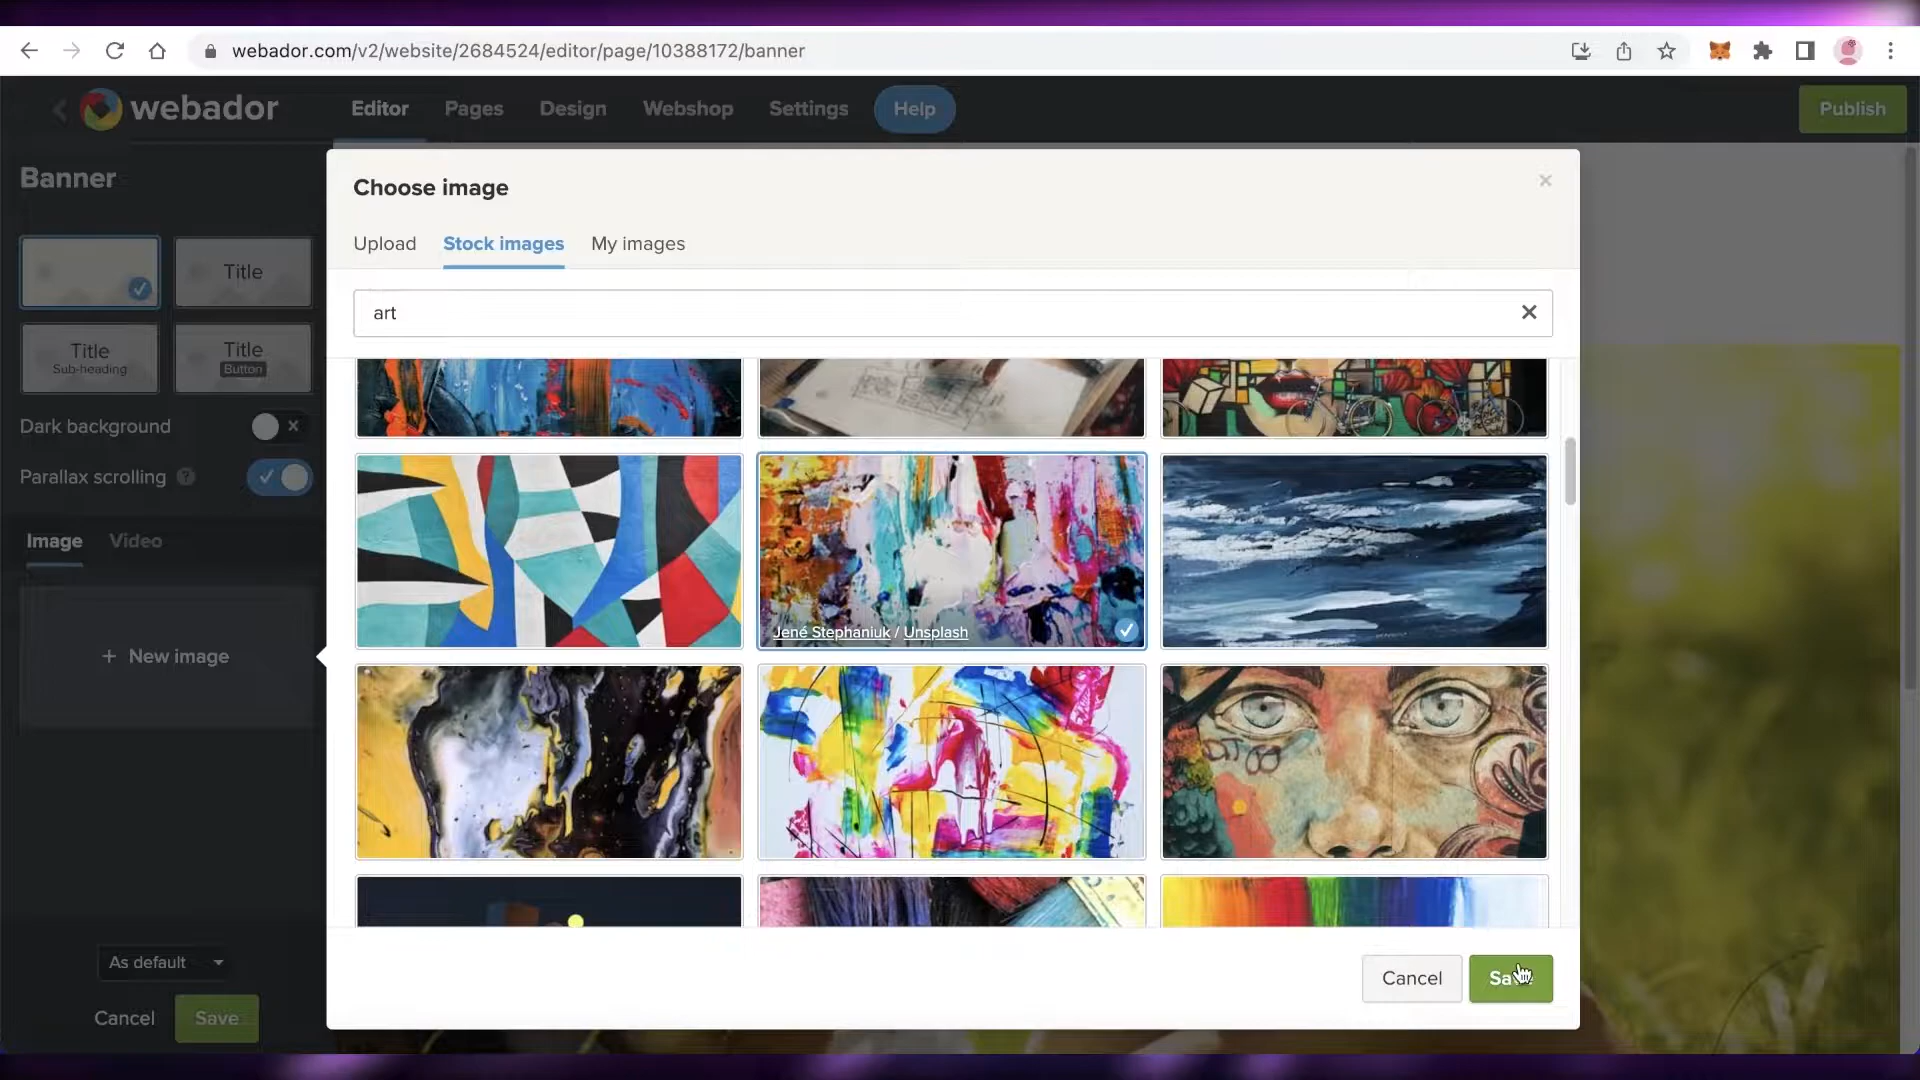 webador.com/v2/website/2684524/editor/page/10388172/banner
webador
Editor
Pages
Design
Webshop
Settings
Help
Publish
Banner
Title
Title
Sub-heading
Title
Button
Dark background
Parallax scrolling
Image
Video
+ New image
As default
Cancel
Save
Choose image
Upload
Stock images
My images
art
Jené Stephaniuk / Unsplash
Cancel